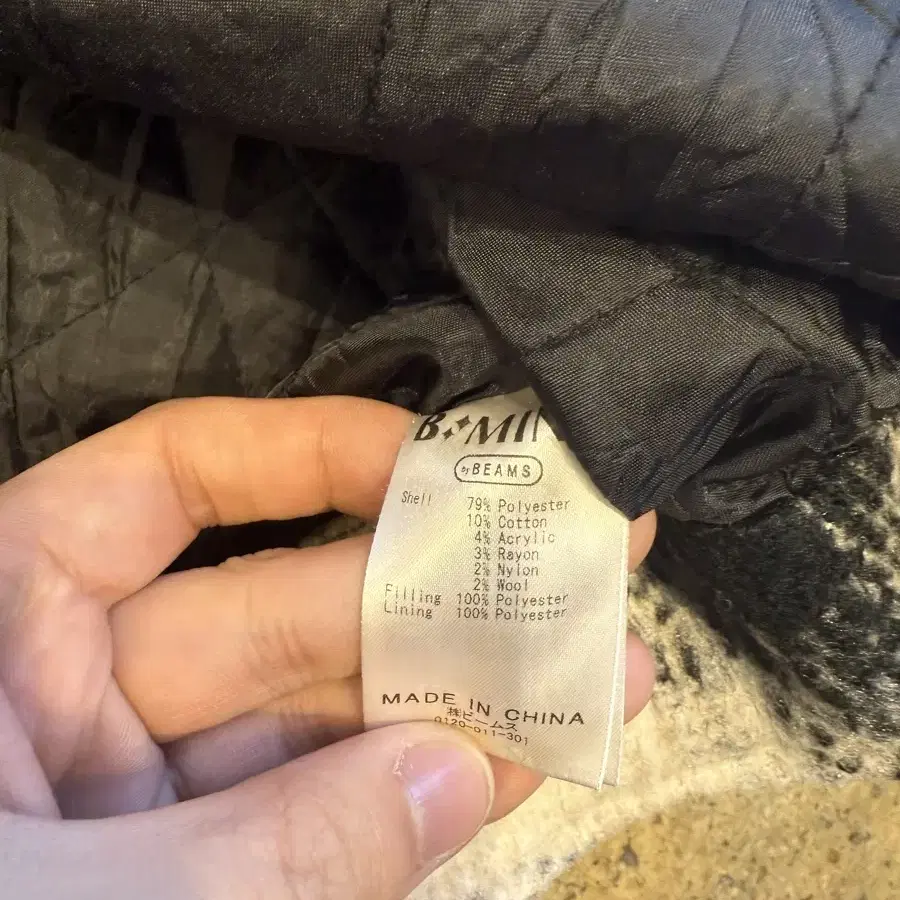 B✦MI
by BEAMS
Shell 79% Polyester
10% Cotton
4% Acrylic
3% Rayon
2% Nylon
2% Wool
Filling 100% Polyester
Lining 100% Polyester
MADE IN CHINA
㈱ビームス
0120-011-301